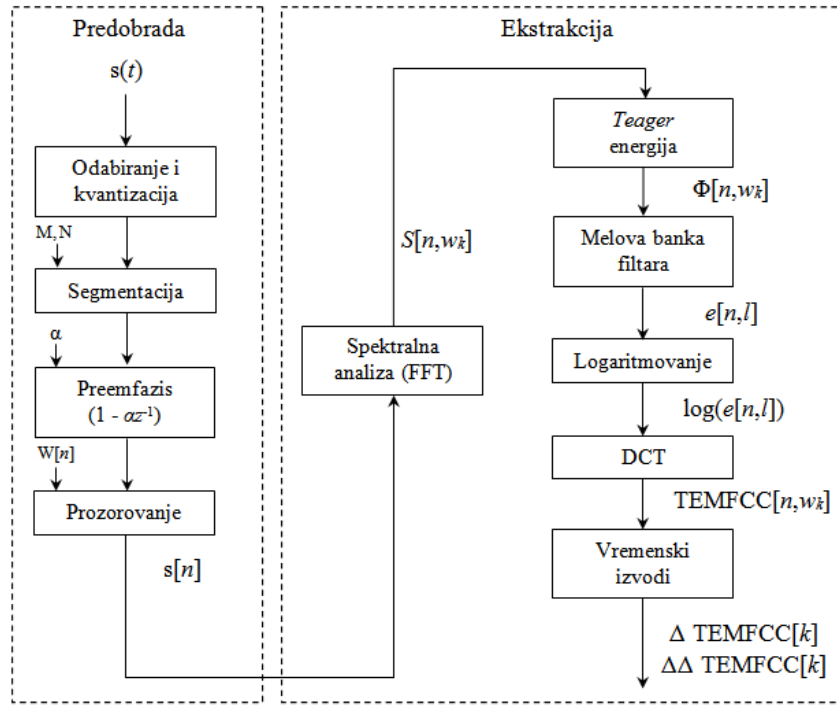 Predobrada
s(t)
Odabiranje i
kvantizacija
M, N
Segmentacija
α
Preemfazis
(1 - αz⁻¹)
W[n]
Prozorovanje
s[n]
Ekstrakcija
Spektralna
analiza (FFT)
S[n,wₖ]
Teager
energija
Φ[n,wₖ]
Melova banka
filtara
e[n,l]
Logaritmovanje
log(e[n,l])
DCT
TEMFCC[n,wₖ]
Vremenski
izvodi
Δ TEMFCC[k]
ΔΔ TEMFCC[k]